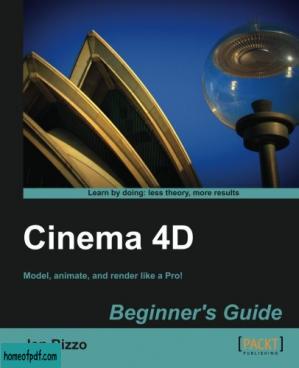 Learn by doing: less theory, more results
Cinema 4D
Model, animate, and render like a Pro!
Beginner's Guide
Rizzo
[PACKT]
PUBLISHING
homeofpdf.com